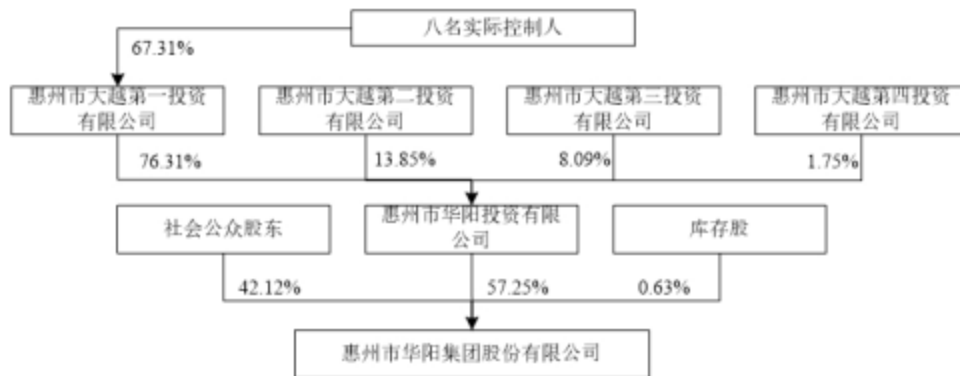 八名实际控制人
67.31%
惠州市大越第一投资
有限公司
惠州市大越第二投资
有限公司
惠州市大越第三投资
有限公司
惠州市大越第四投资
有限公司
76.31%
13.85%
8.09%
1.75%
社会公众股东
惠州市华阳投资有限
公司
库存股
42.12%
57.25%
0.63%
惠州市华阳集团股份有限公司